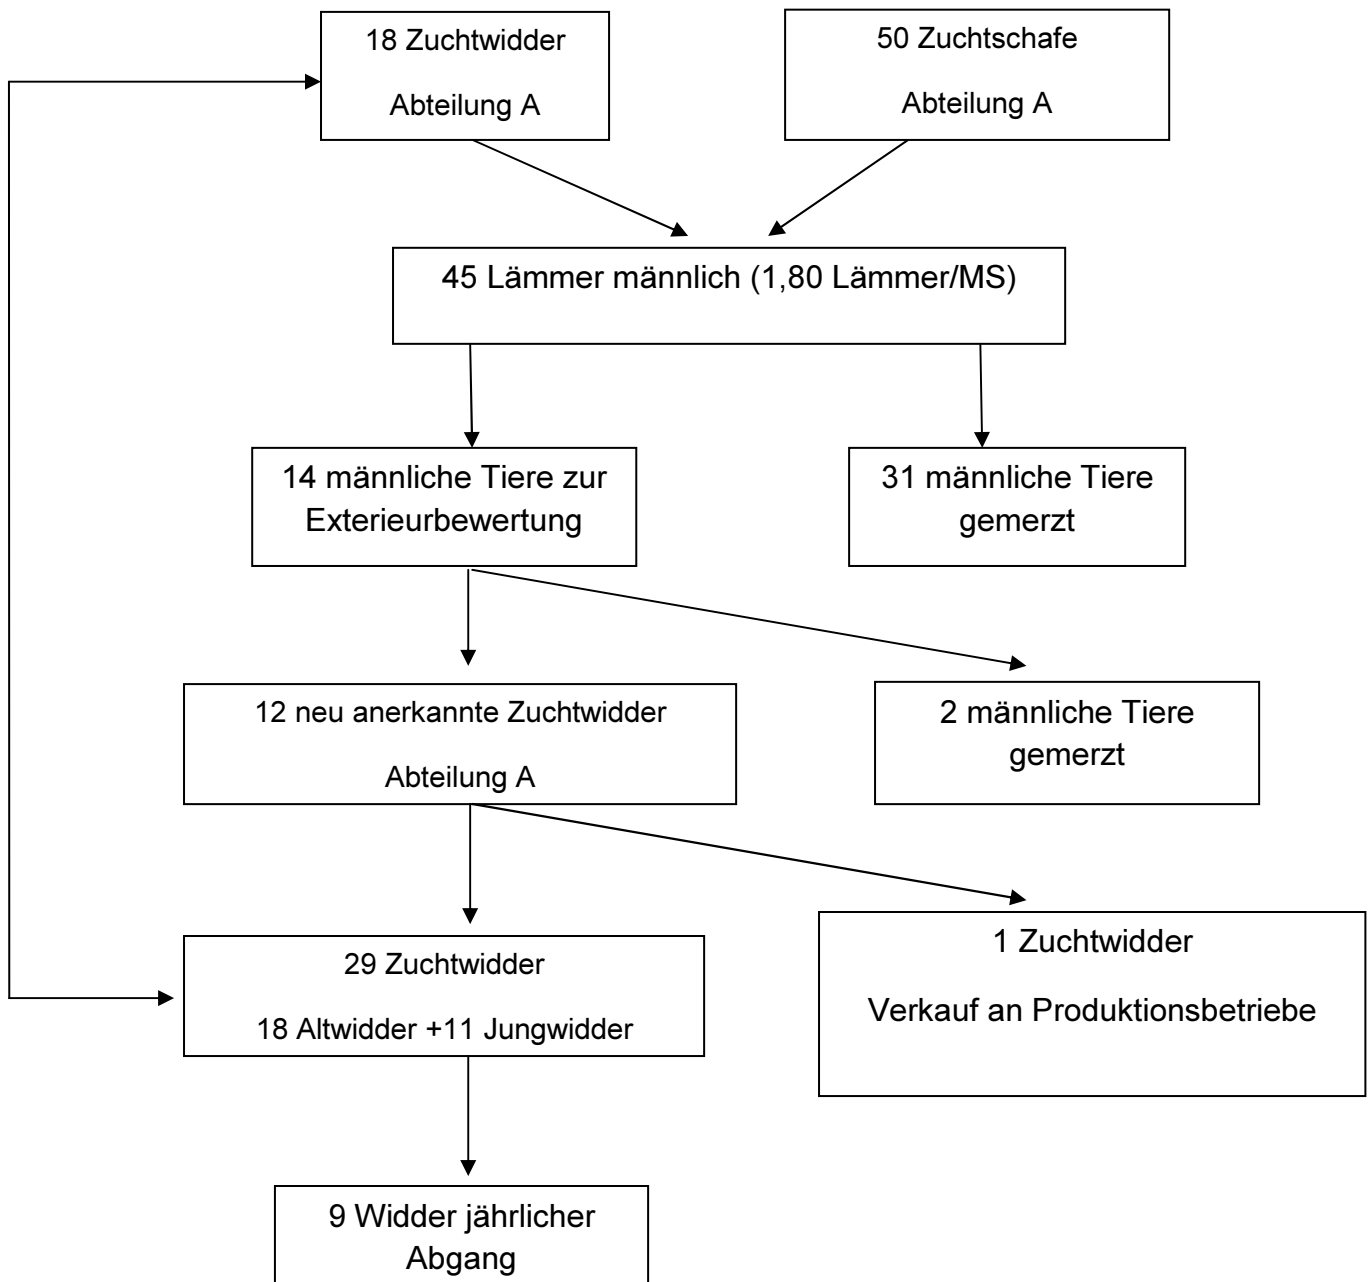 18 Zuchtwidder
Abteilung A
50 Zuchtschafe
Abteilung A
45 Lämmer männlich (1,80 Lämmer/MS)
14 männliche Tiere zur
Exterieurbewertung
31 männliche Tiere
gemerzt
12 neu anerkannte Zuchtwidder
Abteilung A
2 männliche Tiere
gemerzt
29 Zuchtwidder
18 Altwidder +11 Jungwidder
1 Zuchtwidder
Verkauf an Produktionsbetriebe
9 Widder jährlicher
Abgang